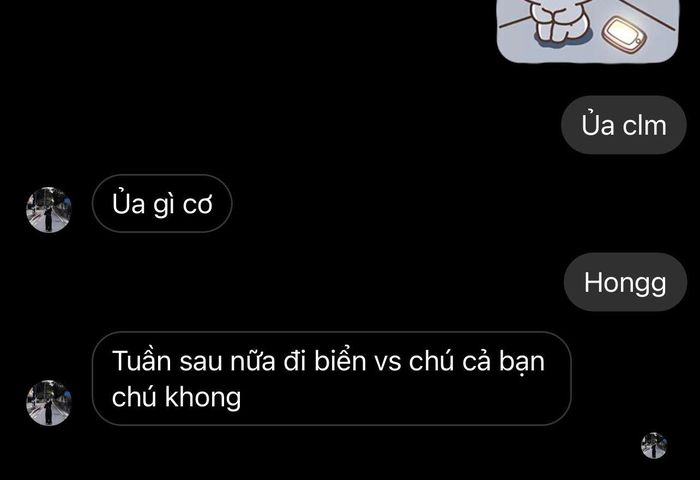 Ủa clm
Ủa gì cơ
Hongg
Tuần sau nữa đi biển vs chú cả bạn
chú khong